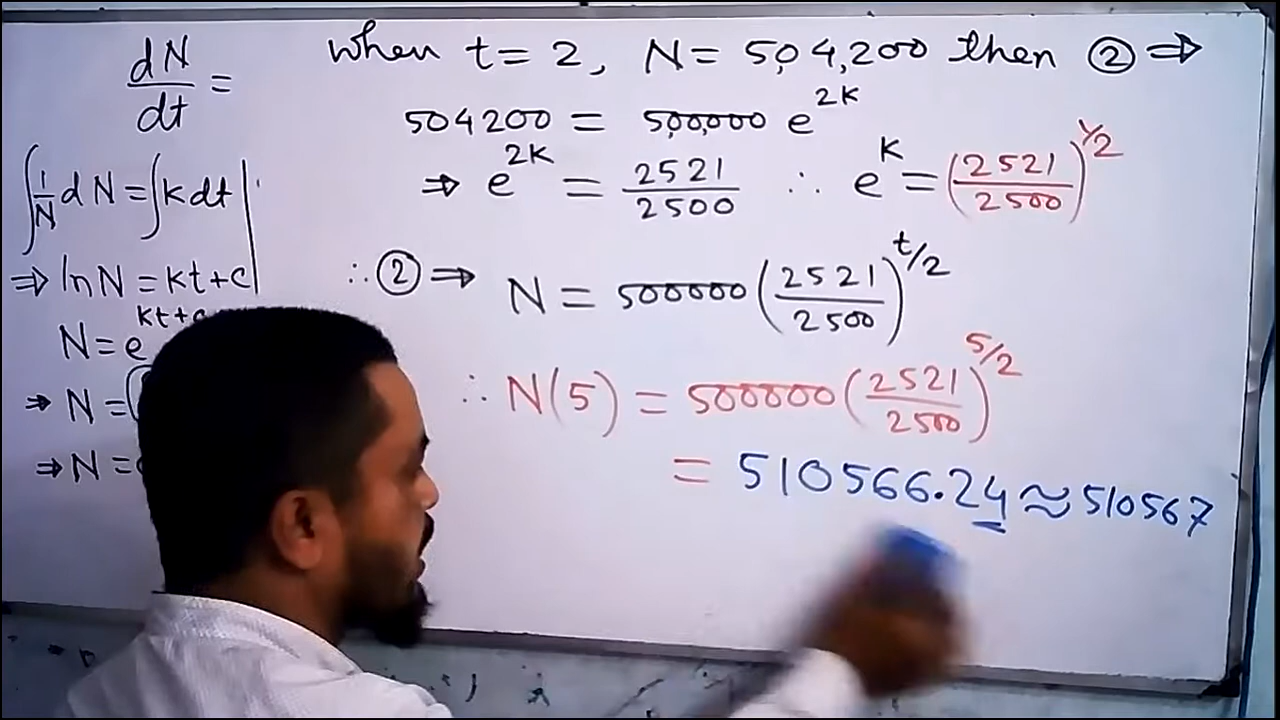 dN/dt =
∫ 1/N dN = ∫ k dt
⇒ ln N = kt + c
N = e^(kt+c
⇒ N = (
⇒ N =
When t = 2, N = 5,04,200 then ② ⇒
504200 = 500,000 e^(2k)
⇒ e^(2k) = 2521/2500 ∴ e^k = (2521/2500)^(1/2)
∴ ② ⇒ N = 500000 (2521/2500)^(t/2)
∴ N(5) = 500000 (2521/2500)^(5/2)
= 510566.24 ≈ 510567